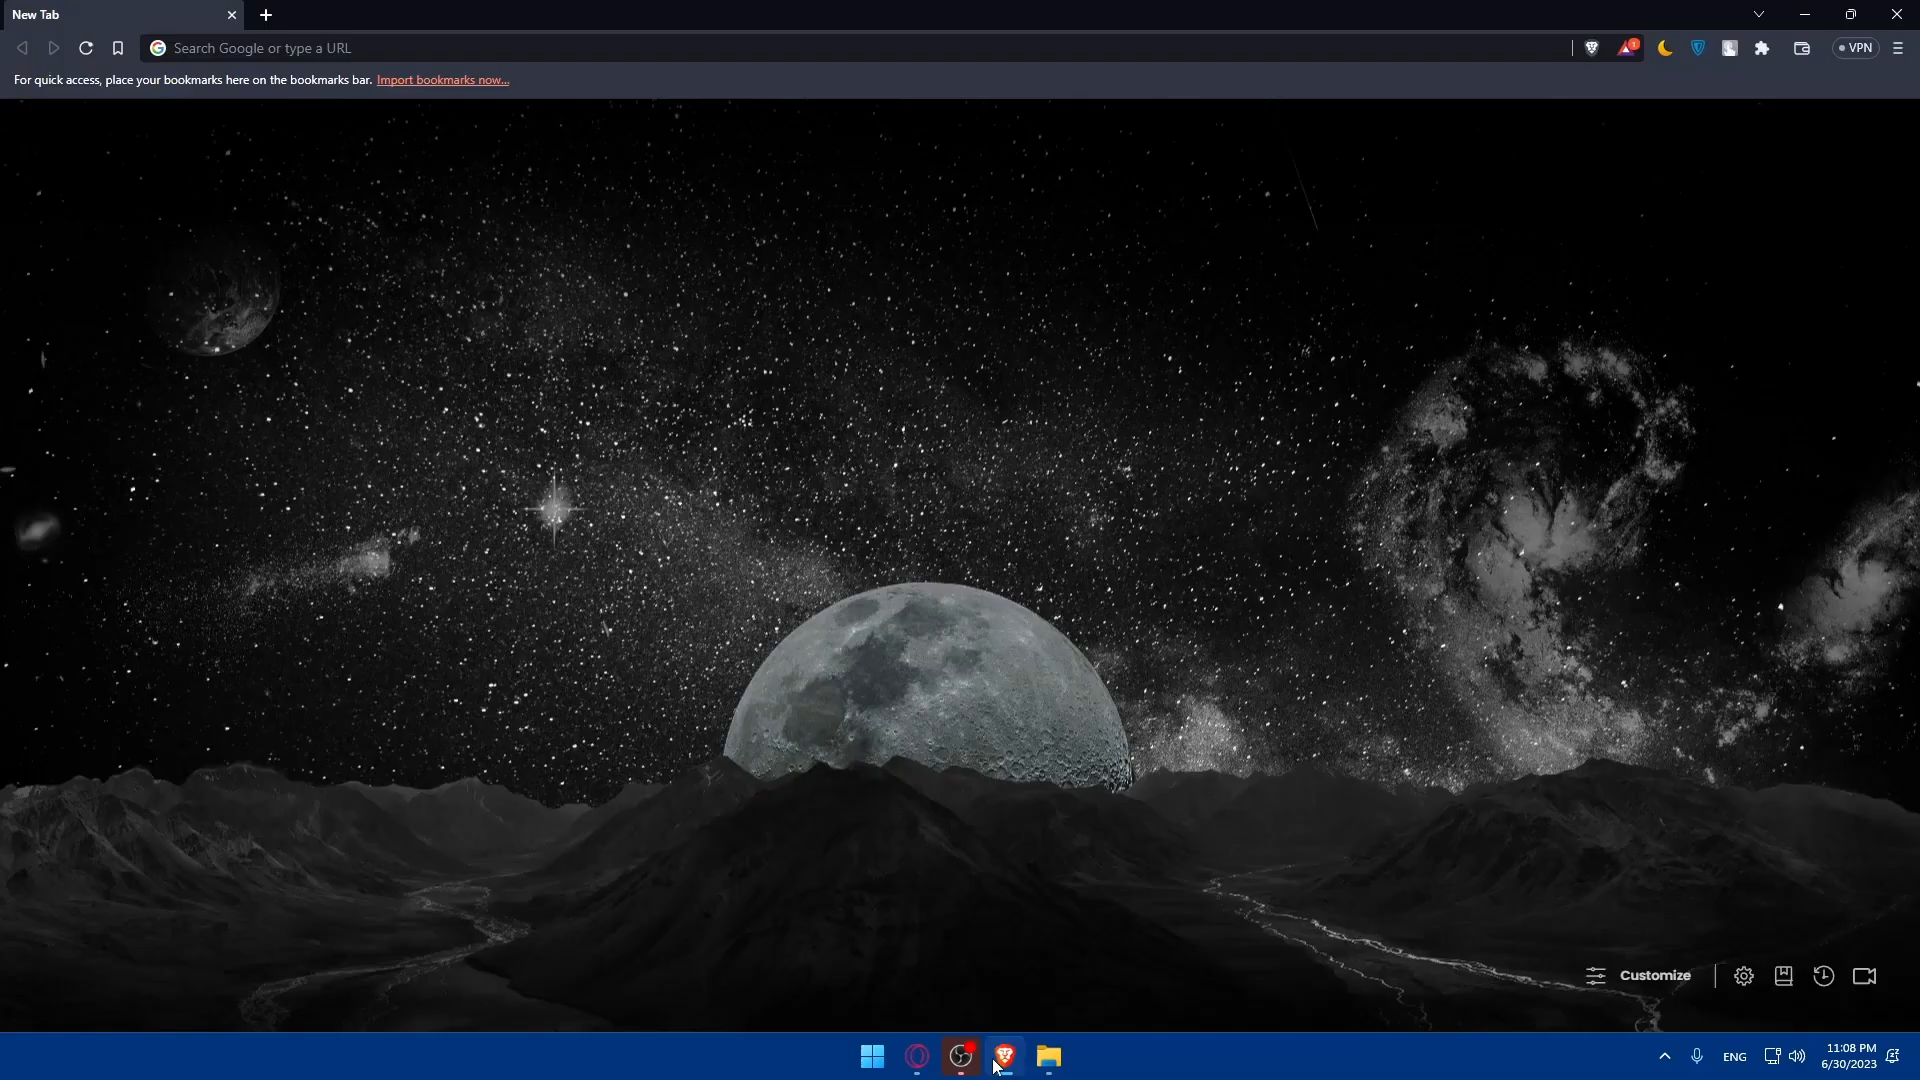 New Tab
Search Google or type a URL
1
VPN
For quick access, place your bookmarks here on the bookmarks bar. Import bookmarks now...
Customize
ENG
11:08 PM
6/30/2023